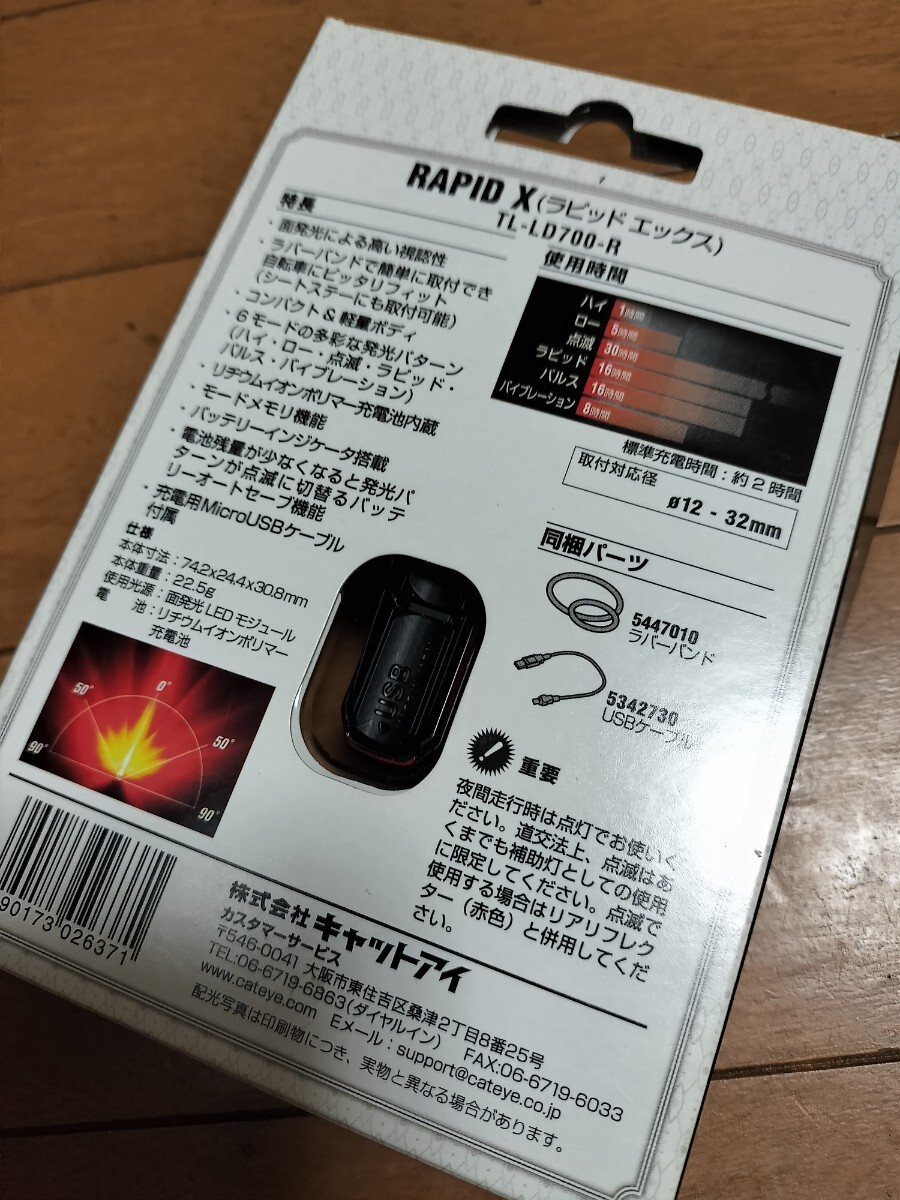 RAPID X(ラピッド エックス)
TL-LD700-R
特長
・面発光による高い視認性
・ラバーバンドで簡単に取付でき
自転車にピッタリフィット
(シートステーにも取付可能)
・コンパクト&軽量ボディ
・6モードの多彩な発光パターン
(ハイ・ロー・点滅・ラピッド・
パルス・バイブレーション)
・リチウムイオンポリマー充電池内蔵
・モードメモリ機能
・バッテリーインジケータ搭載
・電池残量が少なくなると発光パ
ターンが点滅に切替るバッテ
リーオートセーブ機能
・充電用MicroUSBケーブル
付属
仕様
本体寸法:74.2x24.4x30.8mm
本体重量:22.5g
使用光源:面発光LEDモジュール
電 池:リチウムイオンポリマー
充電池
使用時間
ハイ 1時間
ロー 5時間
点滅 30時間
ラピッド 16時間
パルス 16時間
バイブレーション 8時間
標準充電時間:約2時間
取付対応径
ø12 - 32mm
同梱パーツ
5447010
ラバーバンド
5342730
USBケーブル
USB
50° 0° 50°
90° 90°
重要
夜間走行時は点灯でお使いく
ださい。道交法上、点滅はあ
くまでも補助灯としての使用
に限定してください。点滅で
使用する場合はリアリフレク
ター(赤色)と併用してくだ
さい。
90173 026371
株式会社 キャットアイ
カスタマーサービス
〒546-0041 大阪市東住吉区桑津2丁目8番25号
TEL:06-6719-6863(ダイヤルイン) FAX:06-6719-6033
www.cateye.com Eメール:support@cateye.co.jp
配光写真は印刷物につき、実物と異なる場合があります。